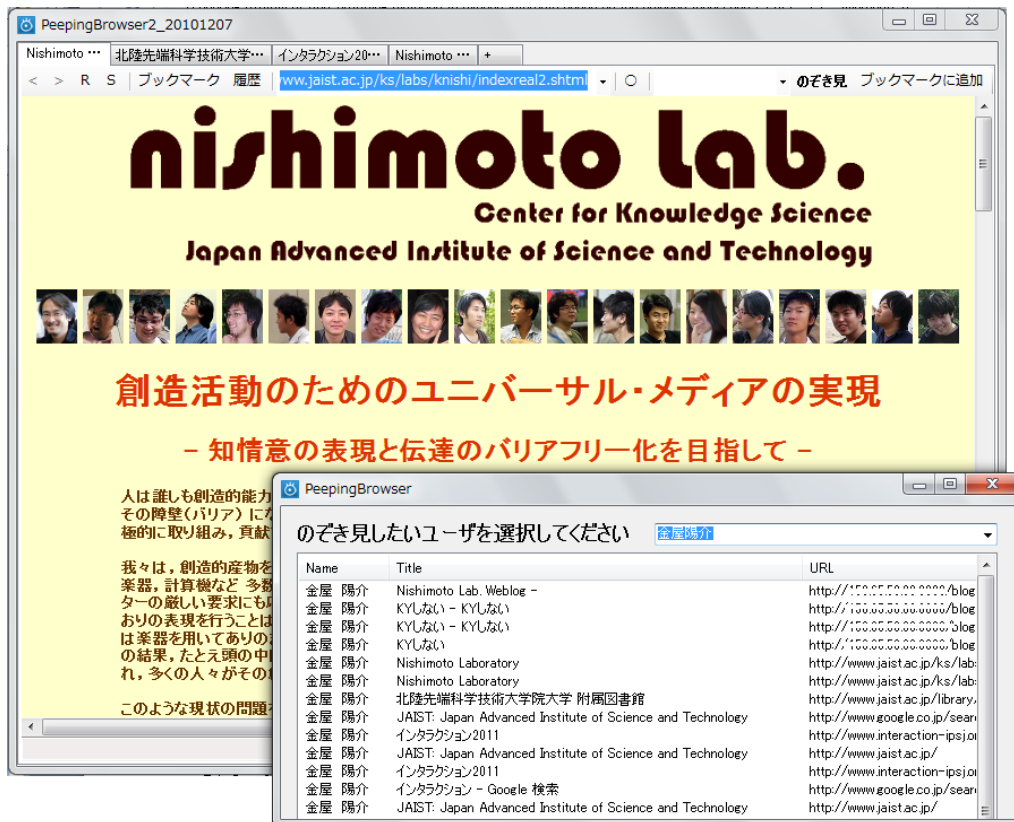 PeepingBrowser2_20101207
Nishimoto ··· 北陸先端科学技術大学··· インタラクション20··· Nishimoto ··· +
< > R S ブックマーク 履歴 www.jaist.ac.jp/ks/labs/knishi/indexreal2.shtml ○ のぞき見 ブックマークに追加
nishimoto lab.
Center for Knowledge Science
Japan Advanced Institute of Science and Technology
創造活動のためのユニバーサル・メディアの実現
- 知情意の表現と伝達のバリアフリー化を目指して -
人は誰しも創造的能力
その障壁(バリア)にな
極的に取り組み,貢献
我々は,創造的産物を
楽器,計算機など 多数
ターの厳しい要求にも
おりの表現を行うことは
は楽器を用いてありのま
の結果,たとえ頭の中
れ,多くの人々がその
このような現状の問題
PeepingBrowser
のぞき見したいユーザを選択してください 金屋陽介
Name Title URL
金屋 陽介 Nishimoto Lab. Weblog - http:// /blog
金屋 陽介 KYしない - KYしない http:// /blog
金屋 陽介 KYしない - KYしない http:// blog
金屋 陽介 KYしない http:// /blog
金屋 陽介 Nishimoto Laboratory http://www.jaist.ac.jp/ks/lab
金屋 陽介 Nishimoto Laboratory http://www.jaist.ac.jp/ks/lab
金屋 陽介 北陸先端科学技術大学院大学 附属図書館 http://www.jaist.ac.jp/library
金屋 陽介 JAIST: Japan Advanced Institute of Science and Technology http://www.google.co.jp/sear
金屋 陽介 インタラクション2011 http://www.interaction-ipsj.o
金屋 陽介 JAIST: Japan Advanced Institute of Science and Technology http://www.jaist.ac.jp/
金屋 陽介 インタラクション2011 http://www.interaction-ipsj.o
金屋 陽介 インタラクション - Google 検索 http://www.google.co.jp/sear
金屋 陽介 JAIST: Japan Advanced Institute of Science and Technology http://www.jaist.ac.jp/